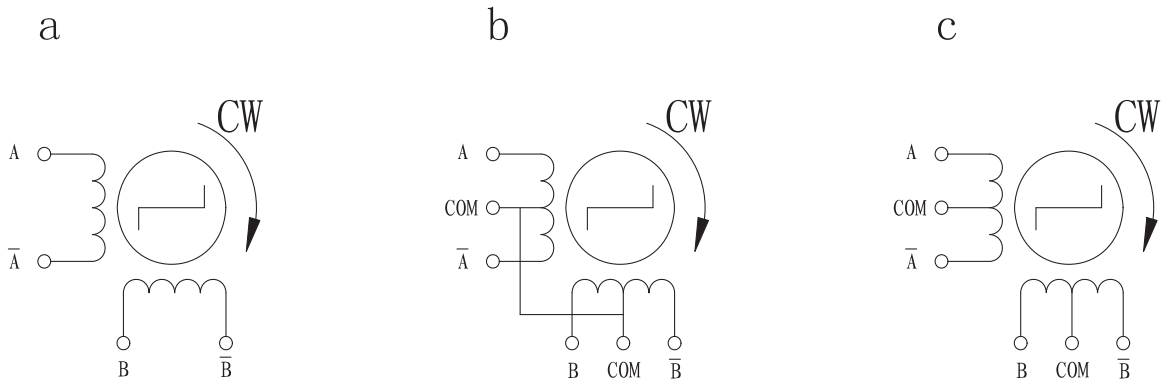 a b c
CW CW CW
A A A
COM COM
A̅ A̅ A̅
B B̅ B COM B̅ B COM B̅